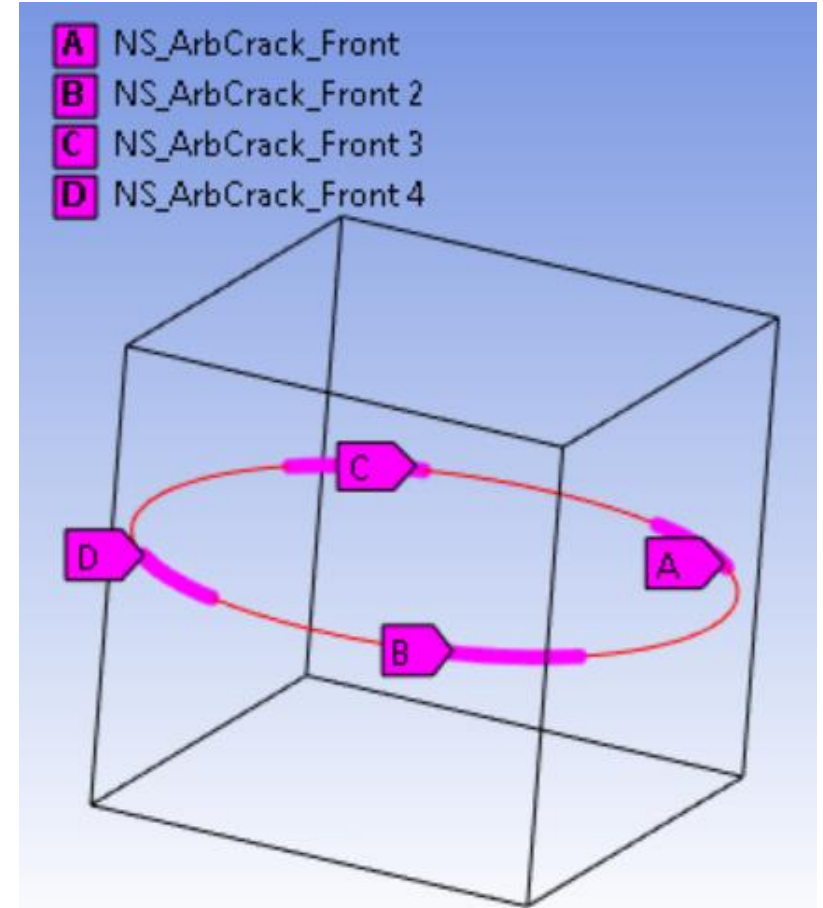 A NS_ArbCrack_Front
B NS_ArbCrack_Front 2
C NS_ArbCrack_Front 3
D NS_ArbCrack_Front 4
C
D
A
B